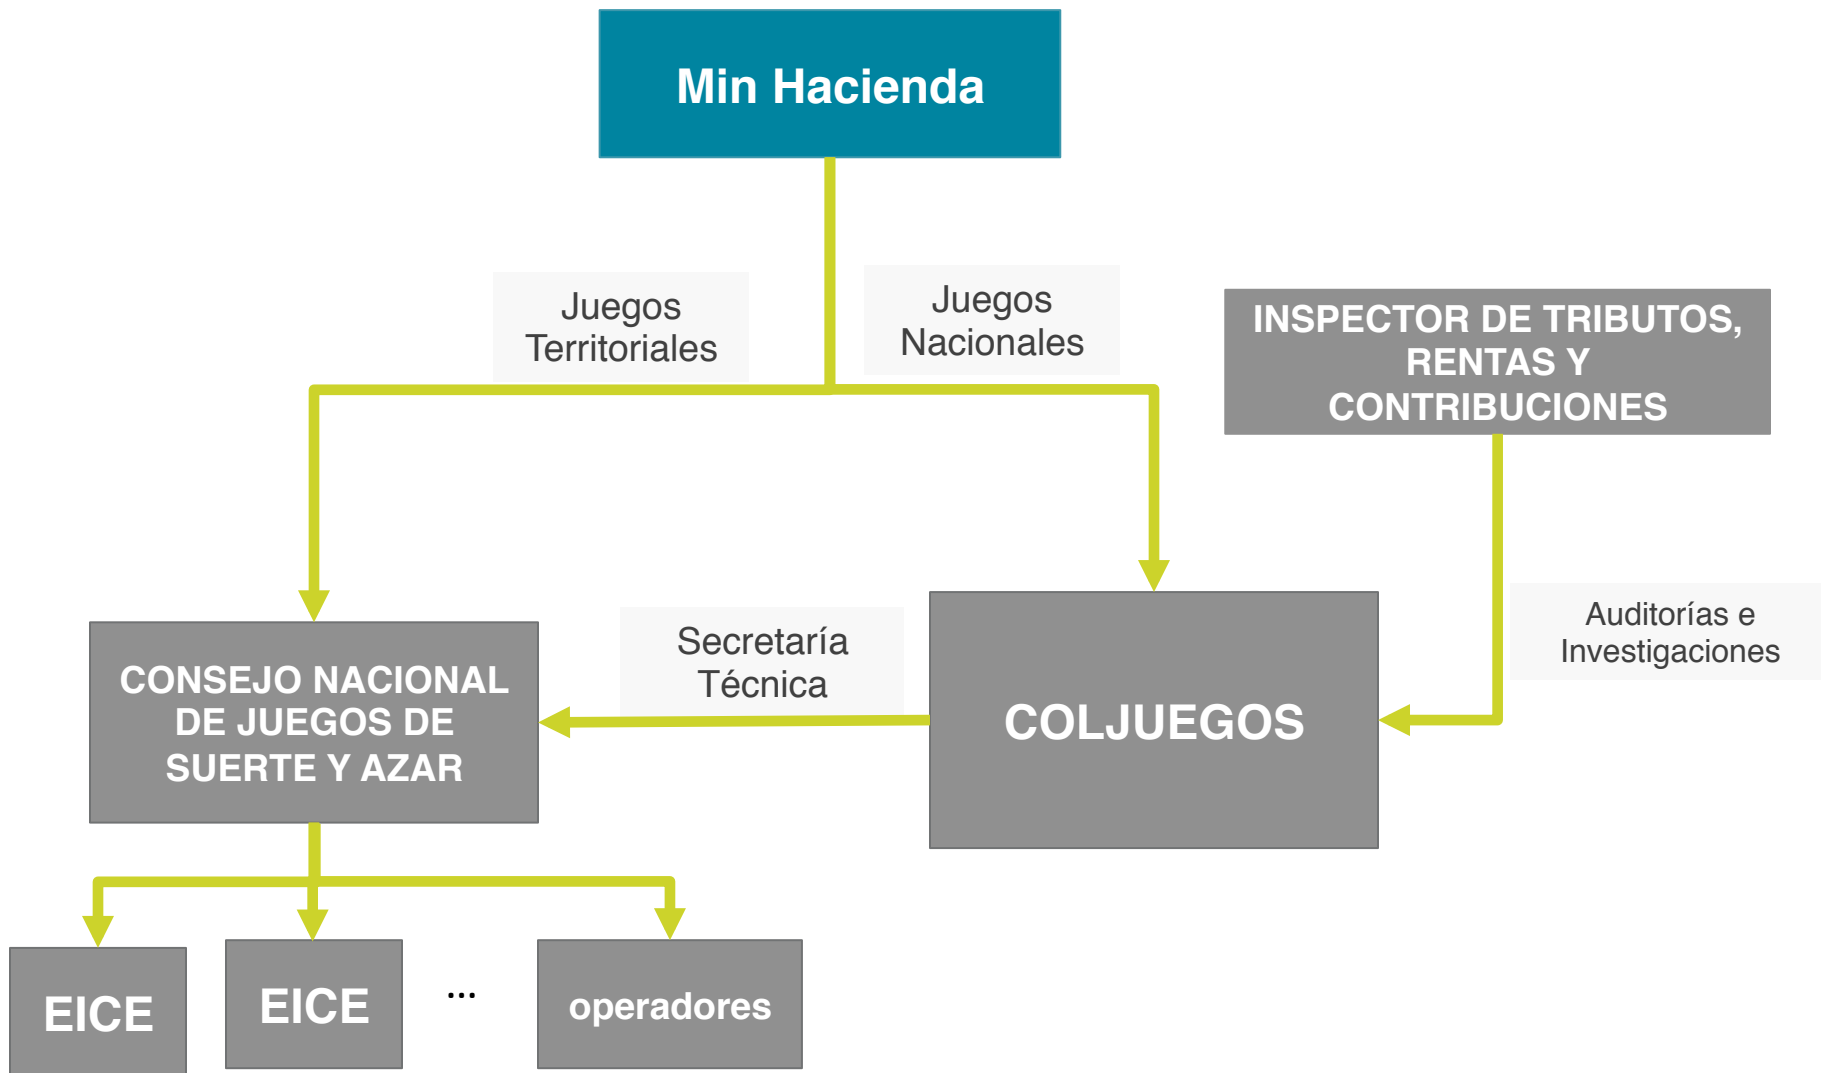 Min Hacienda
Juegos
Territoriales
Juegos
Nacionales
INSPECTOR DE TRIBUTOS,
RENTAS Y
CONTRIBUCIONES
Auditorías e
Investigaciones
Secretaría
Técnica
CONSEJO NACIONAL
DE JUEGOS DE
SUERTE Y AZAR
COLJUEGOS
EICE
EICE
...
operadores